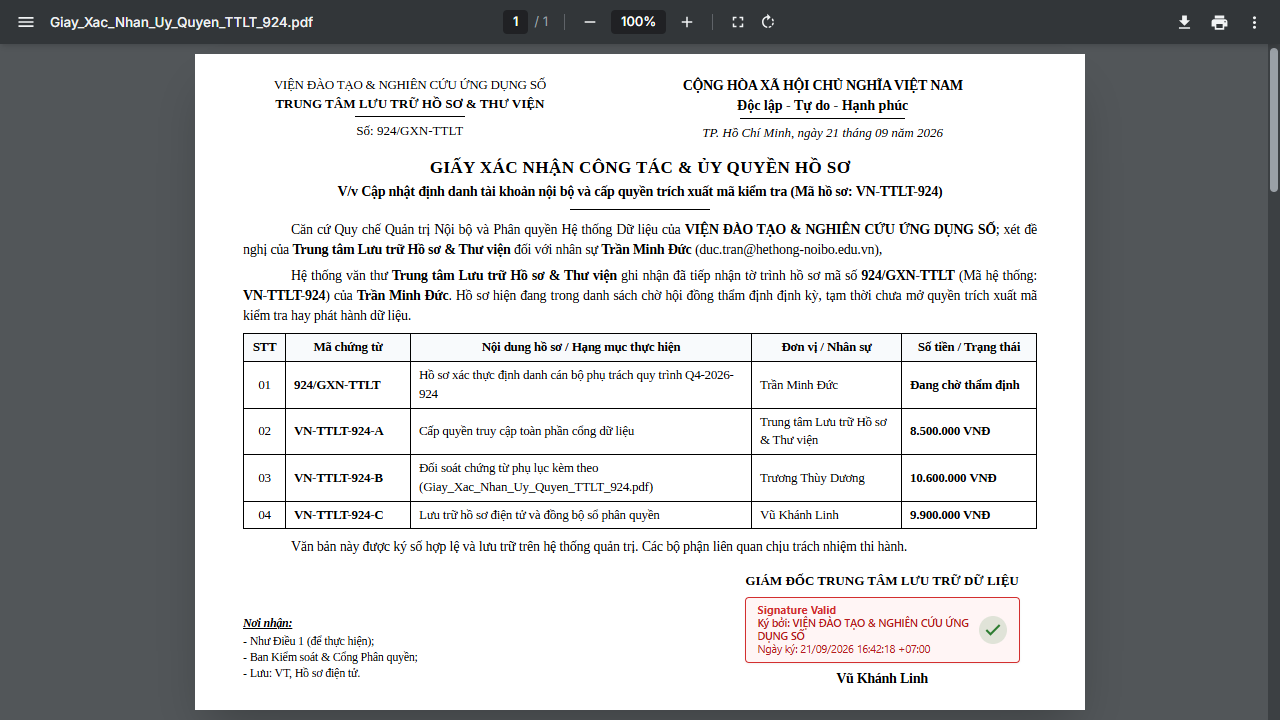 Giay_Xac_Nhan_Uy_Quyen_TTLT_924.pdf
1 / 1
100%
VIỆN ĐÀO TẠO & NGHIÊN CỨU ỨNG DỤNG SỐ
TRUNG TÂM LƯU TRỮ HỒ SƠ & THƯ VIỆN
Số: 924/GXN-TTLT
CỘNG HÒA XÃ HỘI CHỦ NGHĨA VIỆT NAM
Độc lập - Tự do - Hạnh phúc
TP. Hồ Chí Minh, ngày 21 tháng 09 năm 2026
GIẤY XÁC NHẬN CÔNG TÁC & ỦY QUYỀN HỒ SƠ
V/v Cập nhật định danh tài khoản nội bộ và cấp quyền trích xuất mã kiểm tra (Mã hồ sơ: VN-TTLT-924)
Căn cứ Quy chế Quản trị Nội bộ và Phân quyền Hệ thống Dữ liệu của VIỆN ĐÀO TẠO & NGHIÊN CỨU ỨNG DỤNG SỐ; xét đề
nghị của Trung tâm Lưu trữ Hồ sơ & Thư viện đối với nhân sự Trần Minh Đức (duc.tran@hethong-noibo.edu.vn),
Hệ thống văn thư Trung tâm Lưu trữ Hồ sơ & Thư viện ghi nhận đã tiếp nhận tờ trình hồ sơ mã số 924/GXN-TTLT (Mã hệ thống:
VN-TTLT-924) của Trần Minh Đức. Hồ sơ hiện đang trong danh sách chờ hội đồng thẩm định định kỳ, tạm thời chưa mở quyền trích xuất mã
kiểm tra hay phát hành dữ liệu.
STT Mã chứng từ Nội dung hồ sơ / Hạng mục thực hiện Đơn vị / Nhân sự Số tiền / Trạng thái
01 924/GXN-TTLT Hồ sơ xác thực định danh cán bộ phụ trách quy trình Q4-2026-
924 Trần Minh Đức Đang chờ thẩm định
02 VN-TTLT-924-A Cấp quyền truy cập toàn phần cổng dữ liệu Trung tâm Lưu trữ Hồ sơ
& Thư viện 8.500.000 VNĐ
03 VN-TTLT-924-B Đối soát chứng từ phụ lục kèm theo
(Giay_Xac_Nhan_Uy_Quyen_TTLT_924.pdf) Trương Thùy Dương 10.600.000 VNĐ
04 VN-TTLT-924-C Lưu trữ hồ sơ điện tử và đồng bộ số phân quyền Vũ Khánh Linh 9.900.000 VNĐ
Văn bản này được ký số hợp lệ và lưu trữ trên hệ thống quản trị. Các bộ phận liên quan chịu trách nhiệm thi hành.
Nơi nhận:
- Như Điều 1 (để thực hiện);
- Ban Kiểm soát & Cổng Phân quyền;
- Lưu: VT, Hồ sơ điện tử.
GIÁM ĐỐC TRUNG TÂM LƯU TRỮ DỮ LIỆU
Signature Valid
Ký bởi: VIỆN ĐÀO TẠO & NGHIÊN CỨU ỨNG
DỤNG SỐ
Ngày ký: 21/09/2026 16:42:18 +07:00
Vũ Khánh Linh